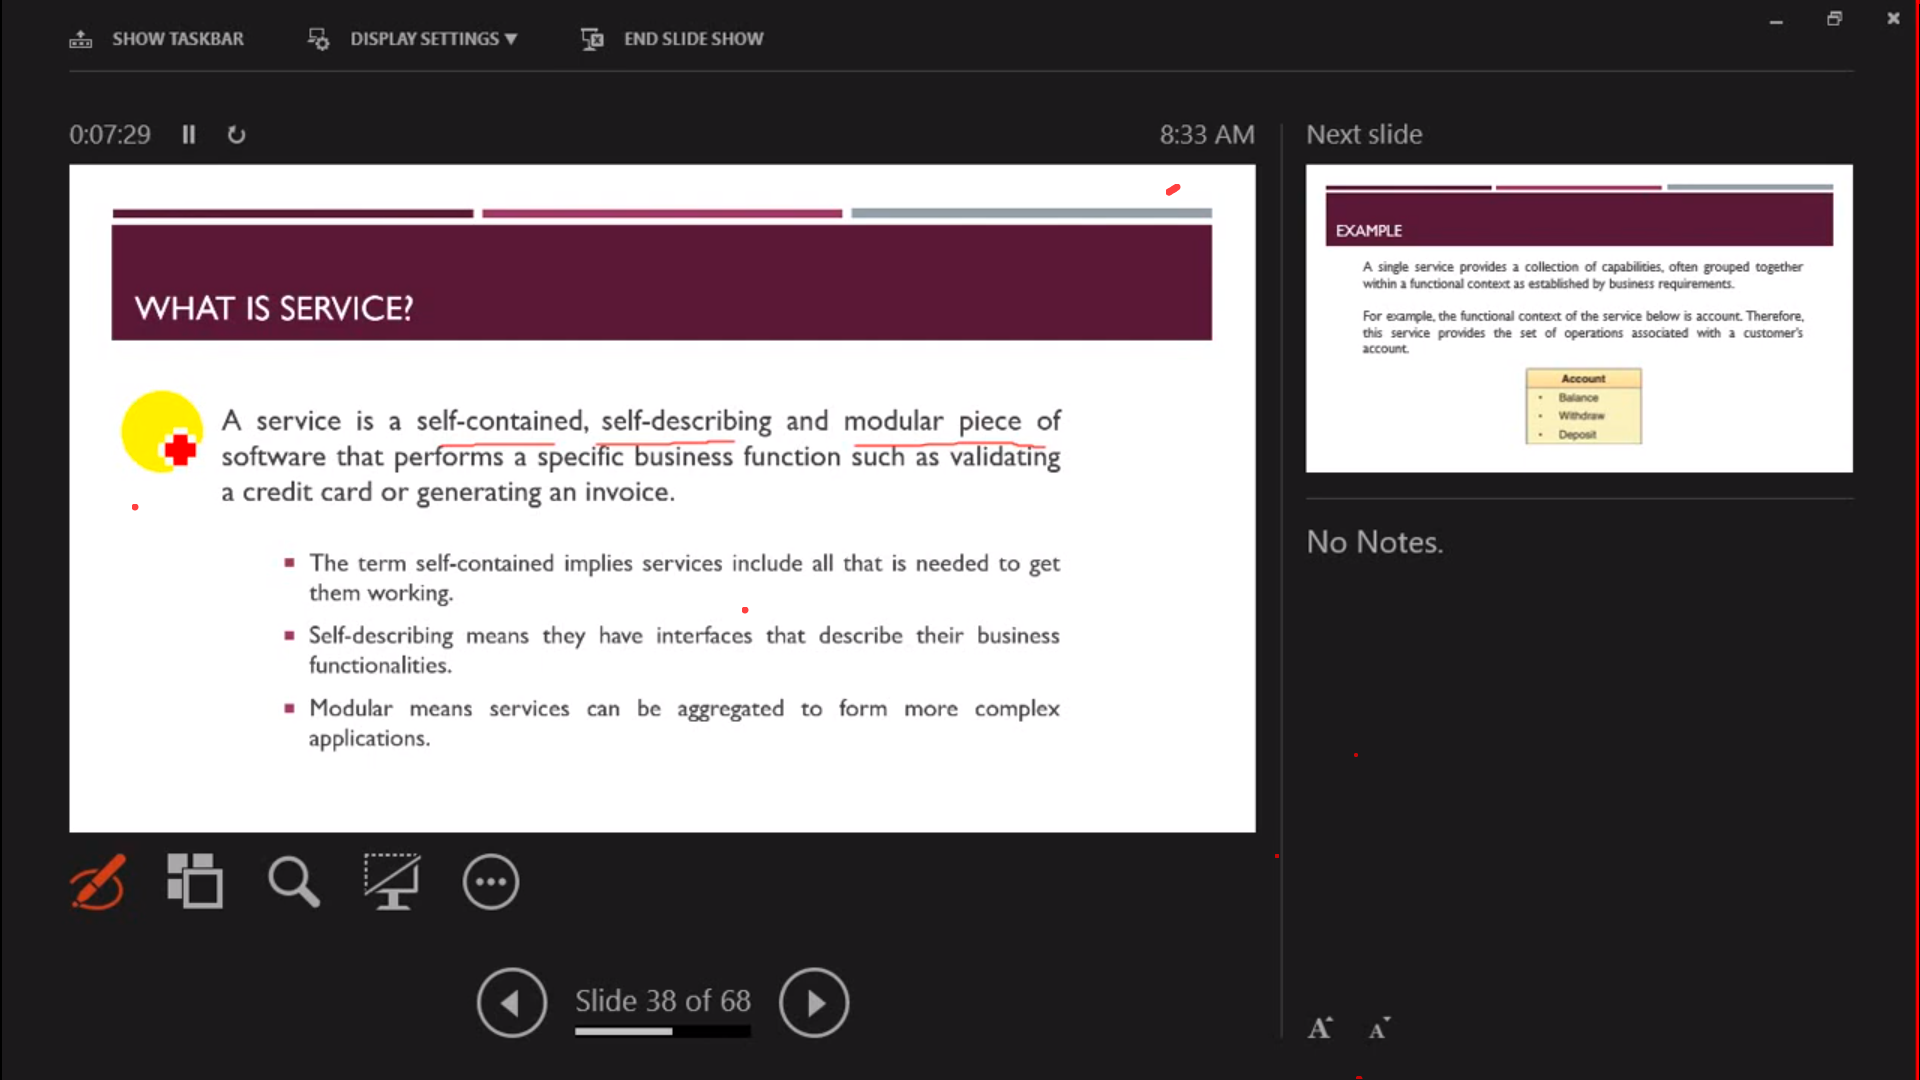 SHOW TASKBAR
DISPLAY SETTINGS ▼
END SLIDE SHOW
0:07:29
8:33 AM
Next slide
WHAT IS SERVICE?
A service is a self-contained, self-describing and modular piece of
software that performs a specific business function such as validating
a credit card or generating an invoice.
The term self-contained implies services include all that is needed to get
them working.
Self-describing means they have interfaces that describe their business
functionalities.
Modular means services can be aggregated to form more complex
applications.
EXAMPLE
A single service provides a collection of capabilities, often grouped together
within a functional context as established by business requirements.
For example, the functional context of the service below is account. Therefore,
this service provides the set of operations associated with a customer's
account.
Account
• Balance
• Withdraw
• Deposit
No Notes.
Slide 38 of 68
A A